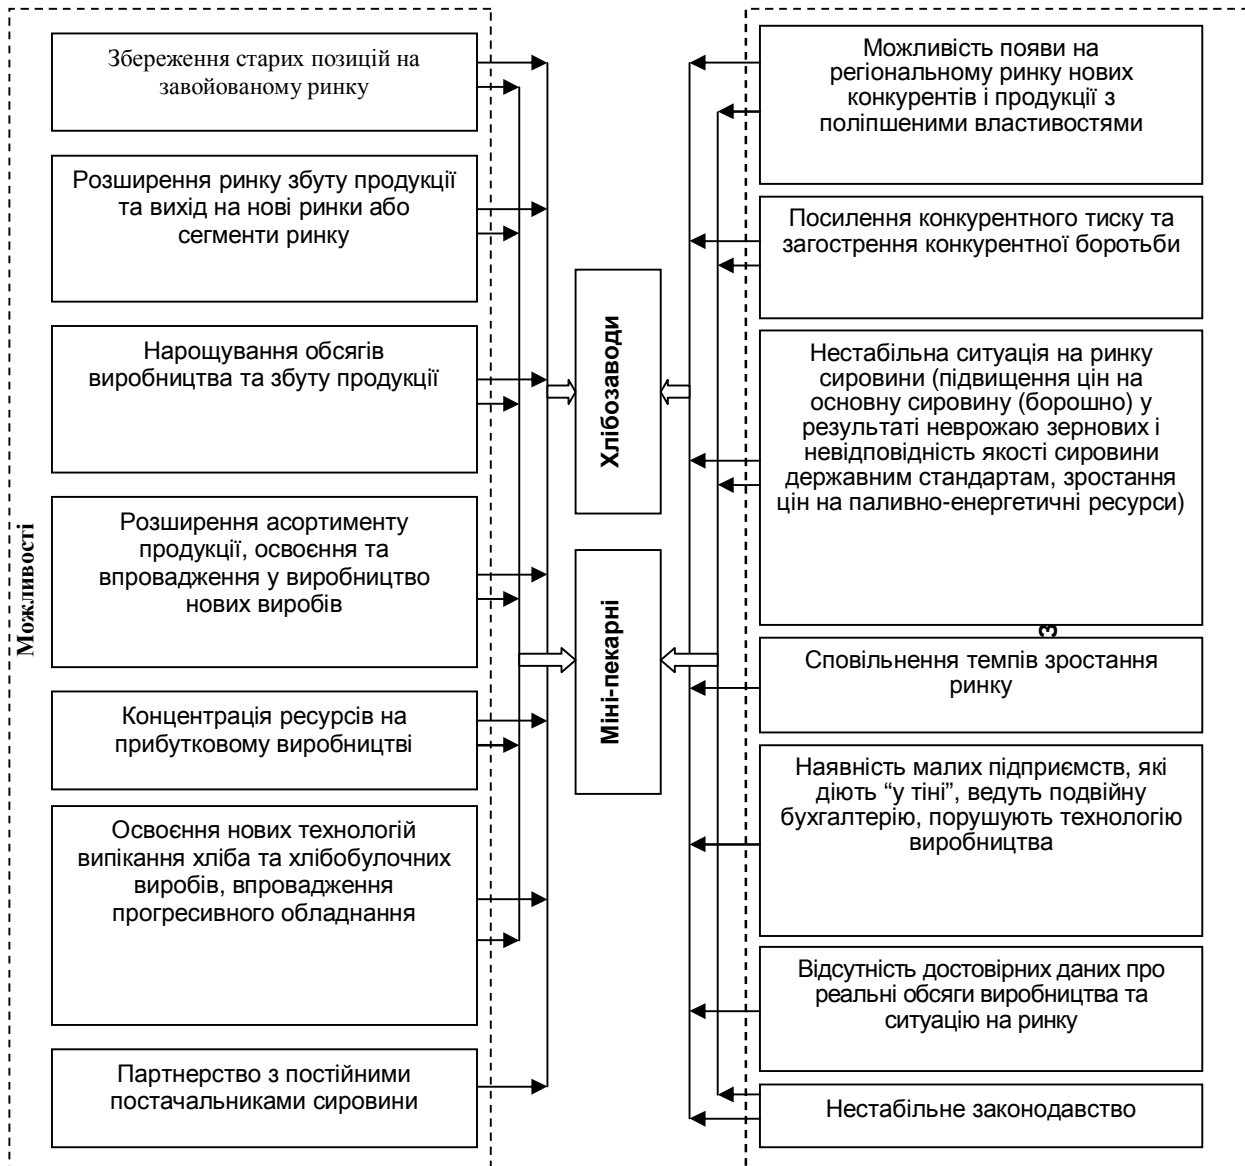 Можливості
Збереження старих позицій на
завойованому ринку
Розширення ринку збуту продукції
та вихід на нові ринки або
сегменти ринку
Нарощування обсягів
виробництва та збуту продукції
Розширення асортименту
продукції, освоєння та
впровадження у виробництво
нових виробів
Концентрація ресурсів на
прибутковому виробництві
Освоєння нових технологій
випікання хліба та хлібобулочних
виробів, впровадження
прогресивного обладнання
Партнерство з постійними
постачальниками сировини
Хлібозаводи
Міні-пекарні
Можливість появи на
регіональному ринку нових
конкурентів і продукції з
поліпшеними властивостями
Посилення конкурентного тиску та
загострення конкурентної боротьби
Нестабільна ситуація на ринку
сировини (підвищення цін на
основну сировину (борошно) у
результаті неврожаю зернових і
невідповідність якості сировини
державним стандартам, зростання
цін на паливно-енергетичні ресурси)
Сповільнення темпів зростання
ринку
Наявність малих підприємств, які
діють “у тіні”, ведуть подвійну
бухгалтерію, порушують технологію
виробництва
Відсутність достовірних даних про
реальні обсяги виробництва та
ситуацію на ринку
Нестабільне законодавство